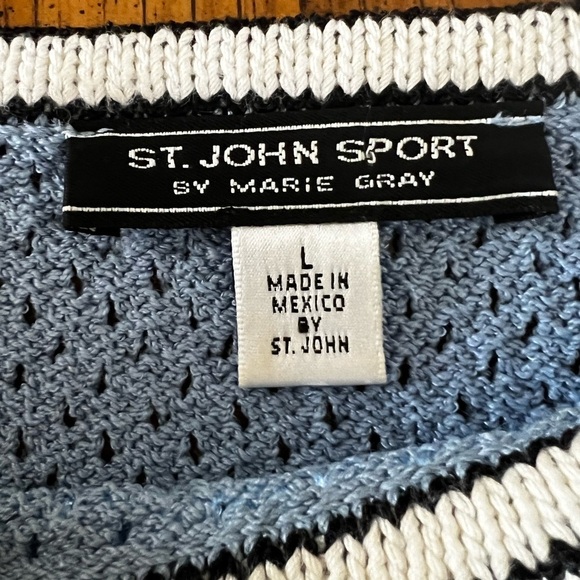 ST. JOHN SPORT
BY MARIE GRAY
L
MADE IN
MEXICO
BY
ST. JOHN